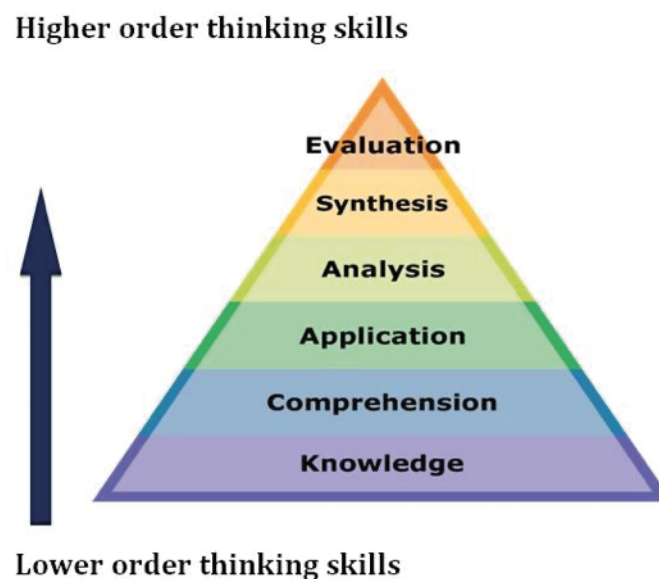 Higher order thinking skills
Evaluation
Synthesis
Analysis
Application
Comprehension
Knowledge
Lower order thinking skills